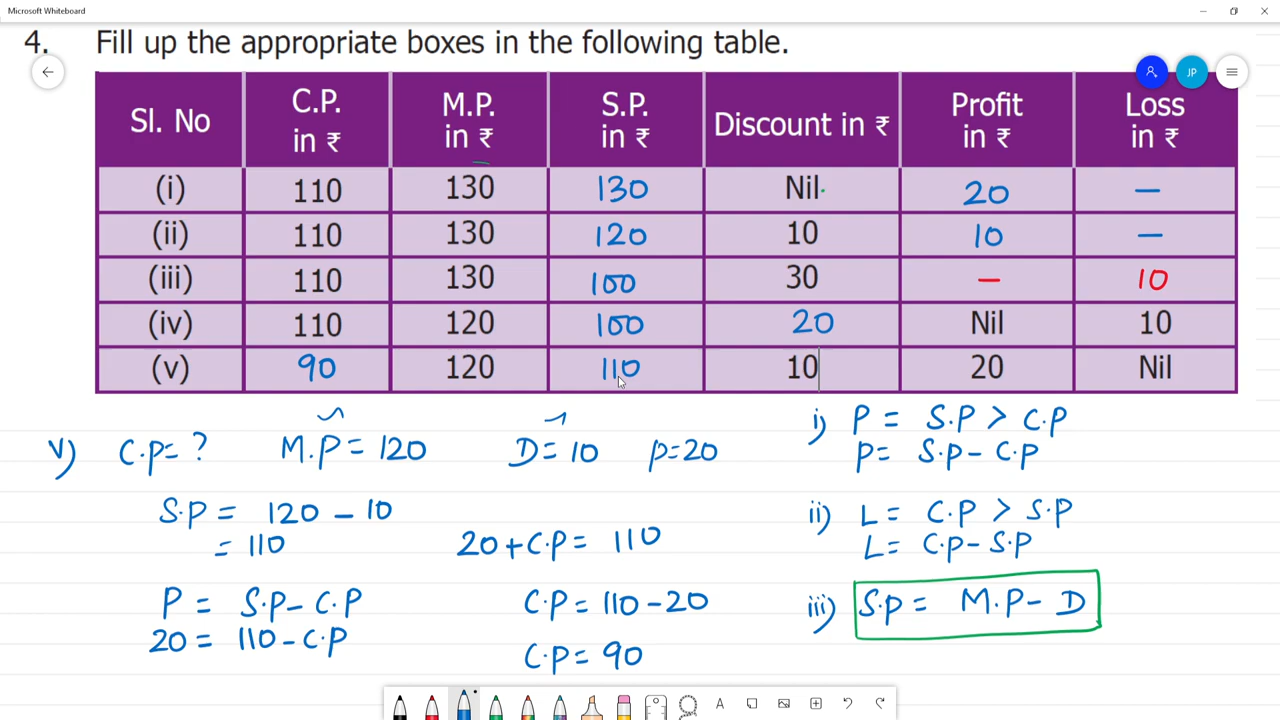 Microsoft Whiteboard
4. Fill up the appropriate boxes in the following table.
JP
Sl. No C.P. in ₹ M.P. in ₹ S.P. in ₹ Discount in ₹ Profit in ₹ Loss in ₹
(i) 110 130 130 Nil 20 —
(ii) 110 130 120 10 10 —
(iii) 110 130 100 30 — 10
(iv) 110 120 100 20 Nil 10
(v) 90 120 110 10 20 Nil
v) C.P= ? M.P = 120 D= 10 P=20
S.P = 120 - 10
= 110
P = S.P- C.P
20 = 110 - C.P
20 + C.P = 110
C.P = 110 - 20
C.P = 90
i) P = S.P > C.P
P= S.P- C.P
ii) L = C.P > S.P
L= C.P- S.P
iii) S.P = M.P- D
A